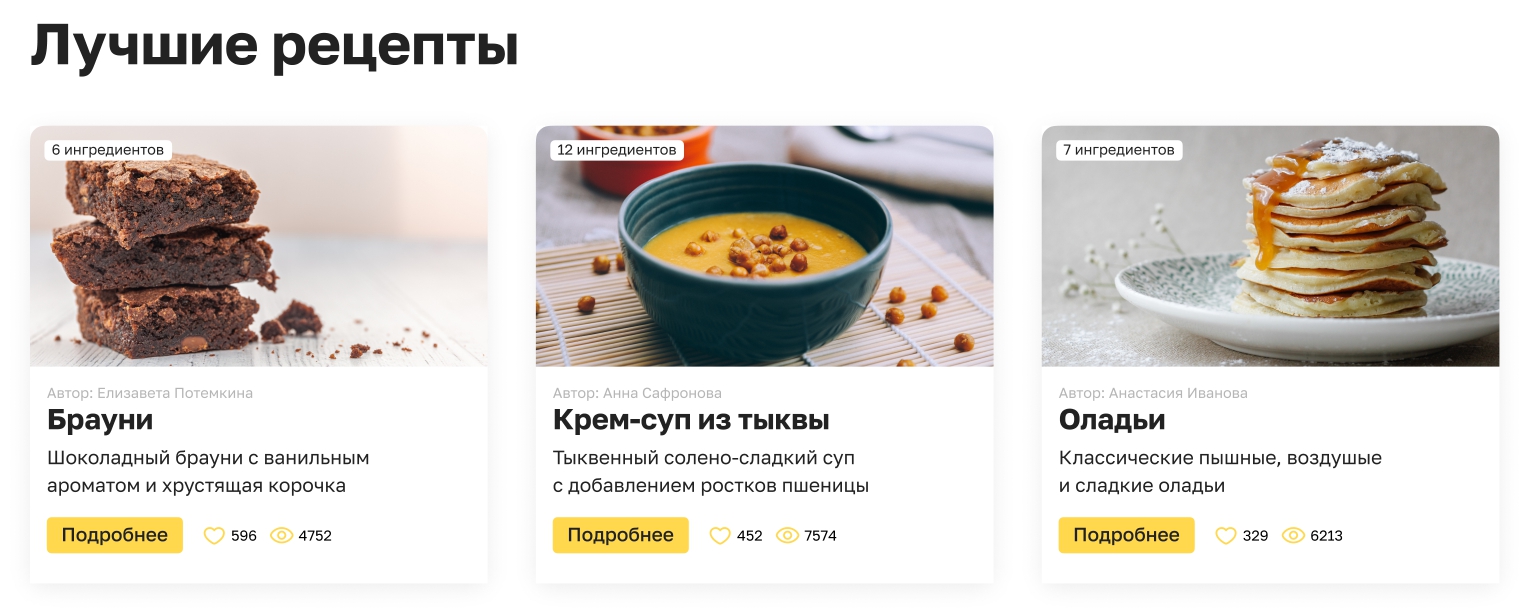 Лучшие рецепты
6 ингредиентов
Автор: Елизавета Потемкина
Брауни
Шоколадный брауни с ванильным
ароматом и хрустящая корочка
Подробнее 596 4752
12 ингредиентов
Автор: Анна Сафронова
Крем-суп из тыквы
Тыквенный солено-сладкий суп
с добавлением ростков пшеницы
Подробнее 452 7574
7 ингредиентов
Автор: Анастасия Иванова
Оладьи
Классические пышные, воздушые
и сладкие оладьи
Подробнее 329 6213